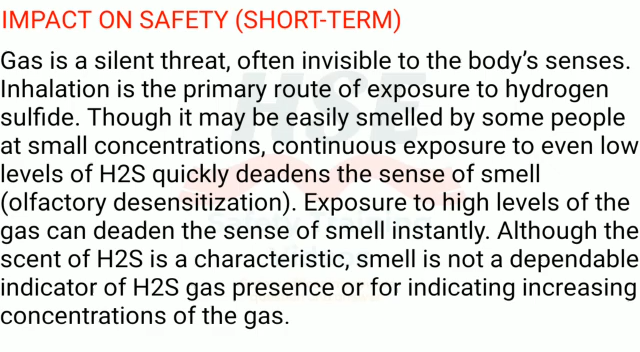 IMPACT ON SAFETY (SHORT-TERM)
Gas is a silent threat, often invisible to the body’s senses.
Inhalation is the primary route of exposure to hydrogen
sulfide. Though it may be easily smelled by some people
at small concentrations, continuous exposure to even low
levels of H2S quickly deadens the sense of smell
(olfactory desensitization). Exposure to high levels of the
gas can deaden the sense of smell instantly. Although the
scent of H2S is a characteristic, smell is not a dependable
indicator of H2S gas presence or for indicating increasing
concentrations of the gas.
HSE
Safety Training